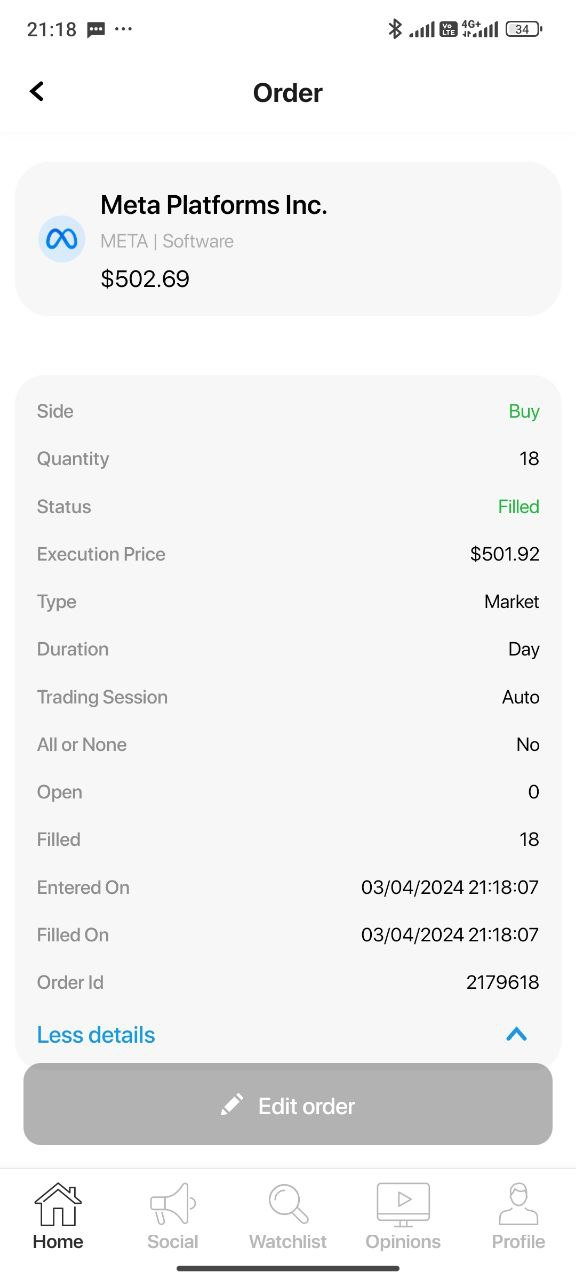 21:18
Vo LTE 4G+ 34
Order
Meta Platforms Inc.
META | Software
$502.69
Side Buy
Quantity 18
Status Filled
Execution Price $501.92
Type Market
Duration Day
Trading Session Auto
All or None No
Open 0
Filled 18
Entered On 03/04/2024 21:18:07
Filled On 03/04/2024 21:18:07
Order Id 2179618
Less details
Edit order
Home Social Watchlist Opinions Profile